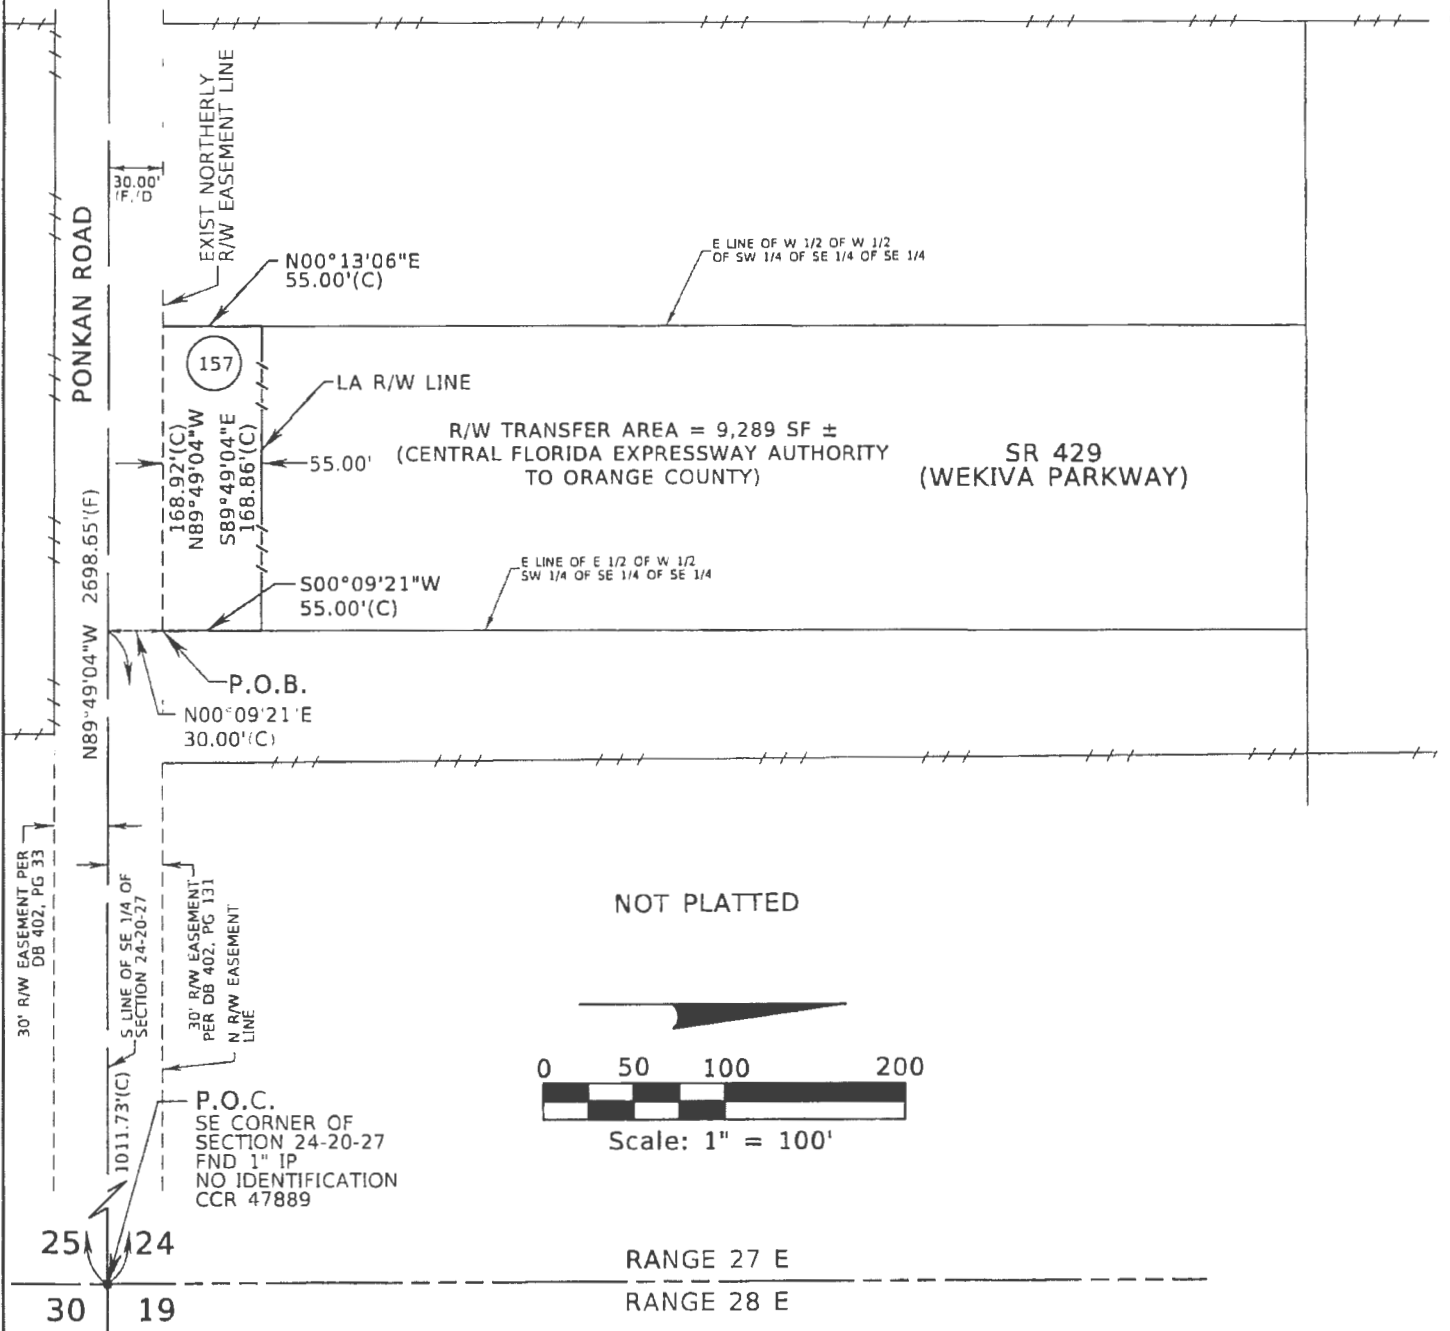 EXIST NORTHERLY
R/W EASEMENT LINE
30.00'
PONKAN ROAD
N00°13'06"E
55.00'(C)
E LINE OF W 1/2 OF W 1/2
OF SW 1/4 OF SE 1/4 OF SE 1/4
157
LA R/W LINE
168.92'(C)
N89°49'04"W
S89°49'04"E
168.86'(C)
55.00'
R/W TRANSFER AREA = 9,289 SF ±
(CENTRAL FLORIDA EXPRESSWAY AUTHORITY
TO ORANGE COUNTY)
SR 429
(WEKIVA PARKWAY)
N89°49'04"W 2698.65'(F)
E LINE OF E 1/2 OF W 1/2
SW 1/4 OF SE 1/4 OF SE 1/4
S00°09'21"W
55.00'(C)
P.O.B.
N00°09'21'E
30.00'(C)
30' R/W EASEMENT PER
DB 402, PG 33
S LINE OF SE 1/4 OF
SECTION 24-20-27
30' R/W EASEMENT
PER DB 402, PG 131
N R/W EASEMENT
LINE
NOT PLATTED
0 50 100 200
Scale: 1" = 100'
1011.73'(C)
P.O.C.
SE CORNER OF
SECTION 24-20-27
FND 1" IP
NO IDENTIFICATION
CCR 47889
25 24
30 19
RANGE 27 E
RANGE 28 E